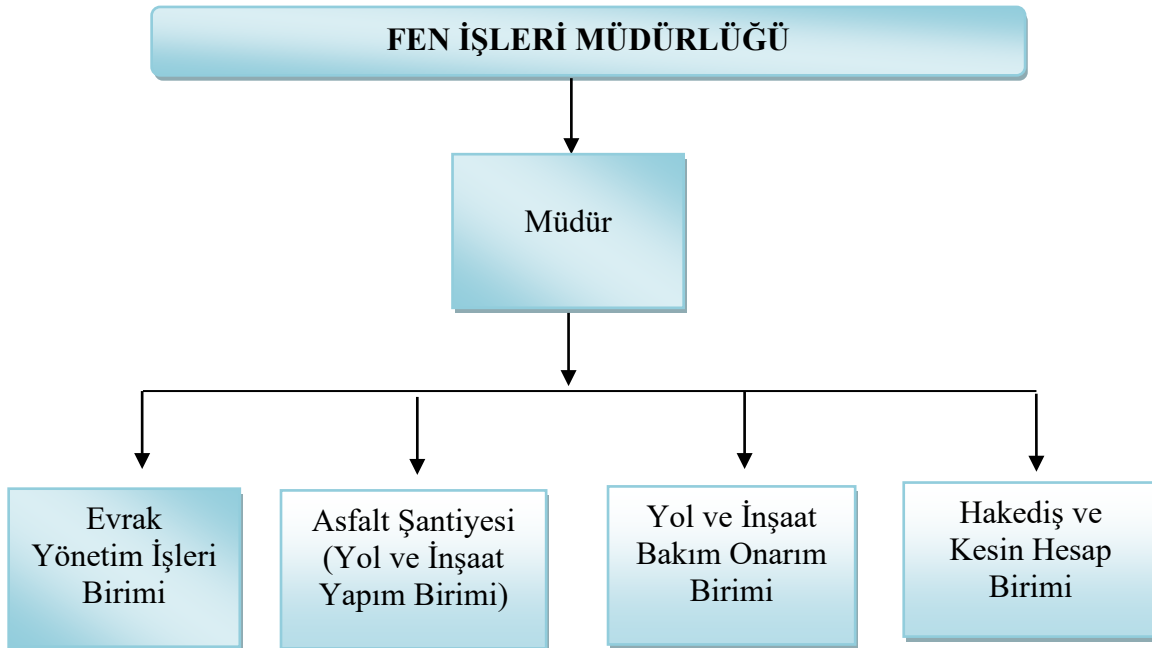 FEN İŞLERİ MÜDÜRLÜĞÜ
Müdür
Evrak
Yönetim İşleri
Birimi
Asfalt Şantiyesi
(Yol ve İnşaat
Yapım Birimi)
Yol ve İnşaat
Bakım Onarım
Birimi
Hakediş ve
Kesin Hesap
Birimi